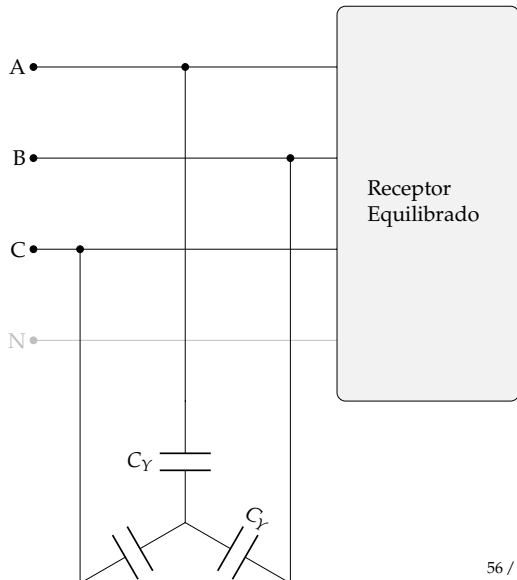 A
B
Receptor
Equilibrado
C
N
C_Y
C_Y
56 /